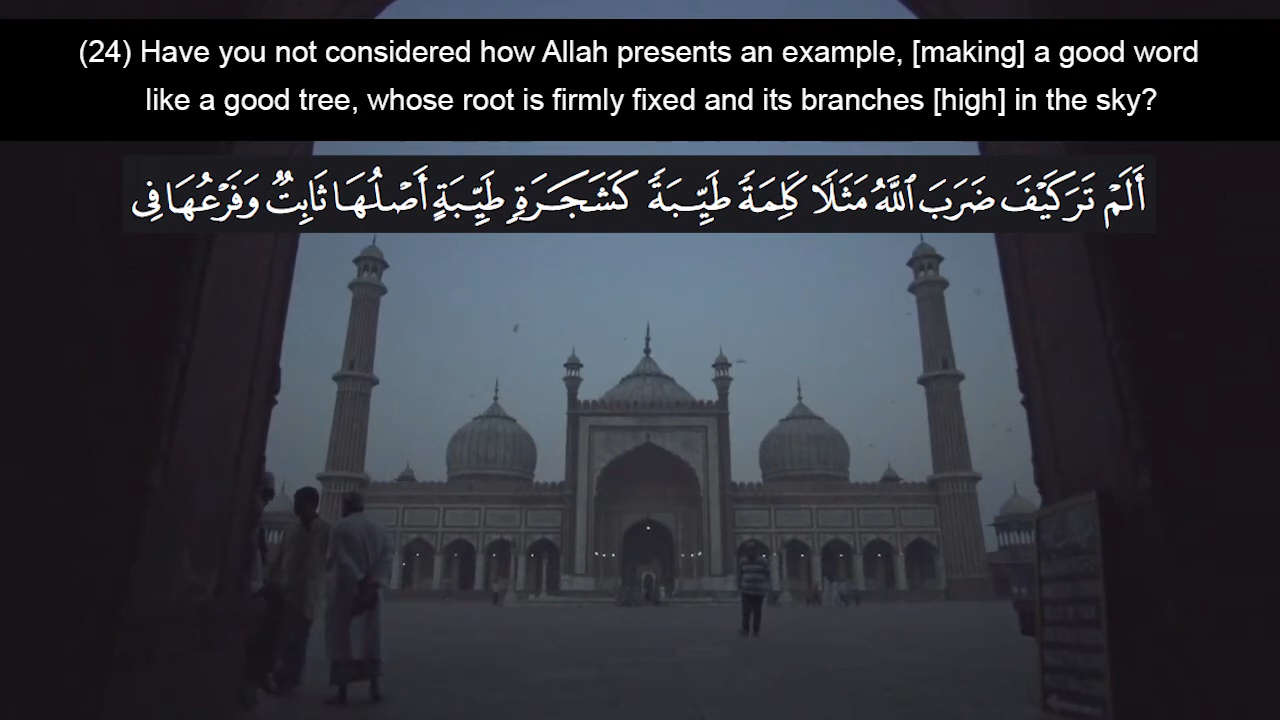 (24) Have you not considered how Allah presents an example, [making] a good word
like a good tree, whose root is firmly fixed and its branches [high] in the sky?
أَلَمْ تَرَ كَيْفَ ضَرَبَ ٱللَّهُ مَثَلًا كَلِمَةً طَيِّبَةً كَشَجَرَةٍ طَيِّبَةٍ أَصْلُهَا ثَابِتٌ وَفَرْعُهَا فِى